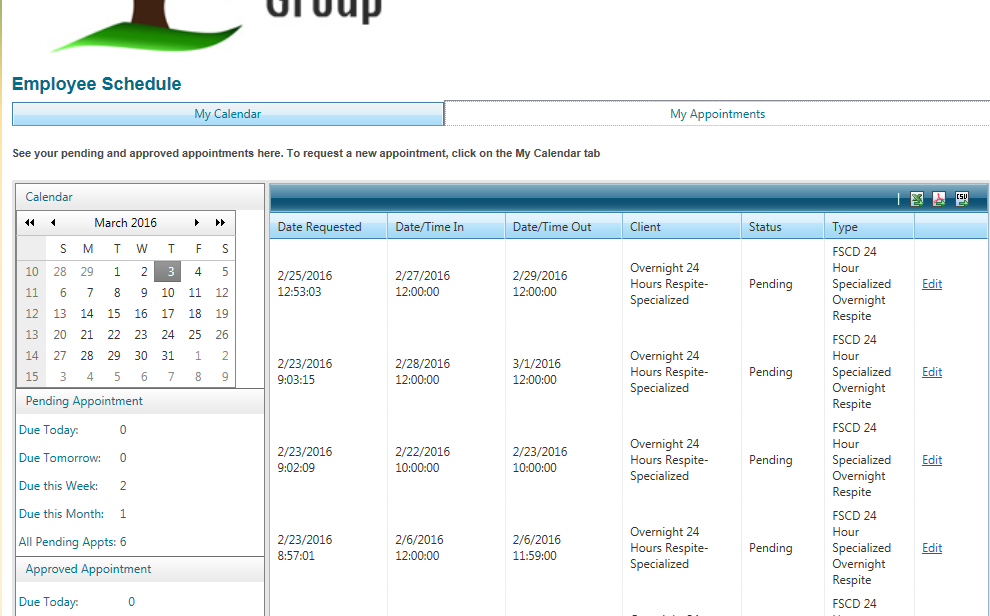 Group
Employee Schedule
My Calendar
My Appointments
See your pending and approved appointments here. To request a new appointment, click on the My Calendar tab
Calendar
March 2016
S M T W T F S
10 28 29 1 2 3 4 5
11 6 7 8 9 10 11 12
12 13 14 15 16 17 18 19
13 20 21 22 23 24 25 26
14 27 28 29 30 31 1 2
15 3 4 5 6 7 8 9
Pending Appointment
Due Today: 0
Due Tomorrow: 0
Due this Week: 2
Due this Month: 1
All Pending Appts: 6
Approved Appointment
Due Today: 0
CSV
Date Requested Date/Time In Date/Time Out Client Status Type
2/25/2016
12:53:03
2/27/2016
12:00:00
2/29/2016
12:00:00
Overnight 24
Hours Respite-
Specialized
Pending
FSCD 24
Hour
Specialized
Overnight
Respite
Edit
2/23/2016
9:03:15
2/28/2016
12:00:00
3/1/2016
12:00:00
Overnight 24
Hours Respite-
Specialized
Pending
FSCD 24
Hour
Specialized
Overnight
Respite
Edit
2/23/2016
9:02:09
2/22/2016
10:00:00
2/23/2016
10:00:00
Overnight 24
Hours Respite-
Specialized
Pending
FSCD 24
Hour
Specialized
Overnight
Respite
Edit
2/23/2016
8:57:01
2/6/2016
12:00:00
2/6/2016
11:59:00
Overnight 24
Hours Respite-
Specialized
Pending
FSCD 24
Hour
Specialized
Overnight
Respite
Edit
FSCD 24